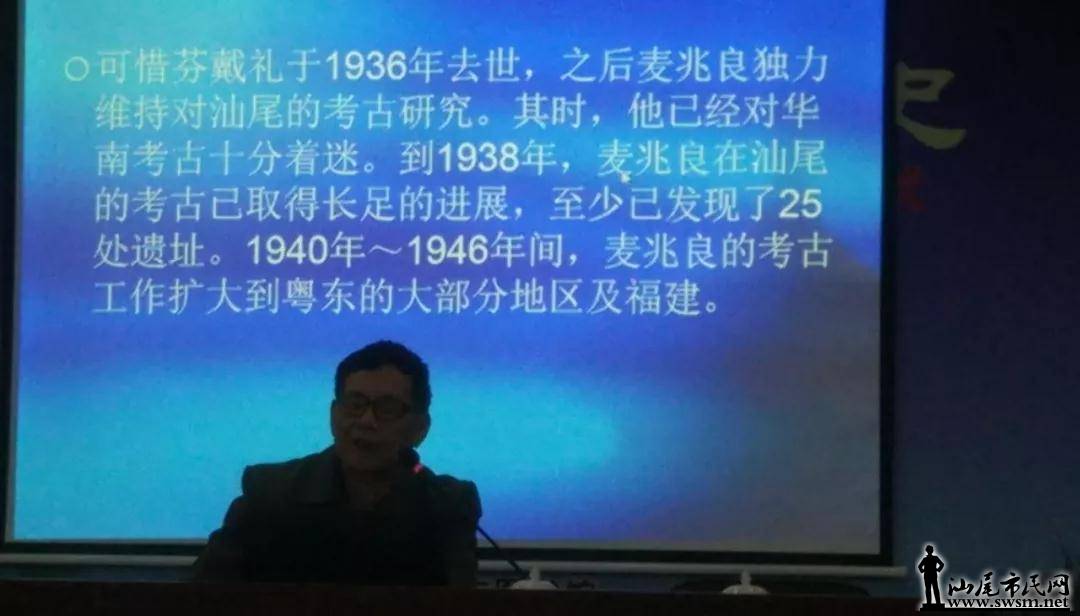 可惜芬戴礼于1936年去世，之后麦兆良独力
维持对汕尾的考古研究。其时，他已经对华
南考古十分着迷。到1938年，麦兆良在汕尾
的考古已取得长足的进展，至少已发现了25
处遗址。1940年～1946年间，麦兆良的考古
工作扩大到粤东的大部分地区及福建。
史
汕尾市民网
www.swsm.net